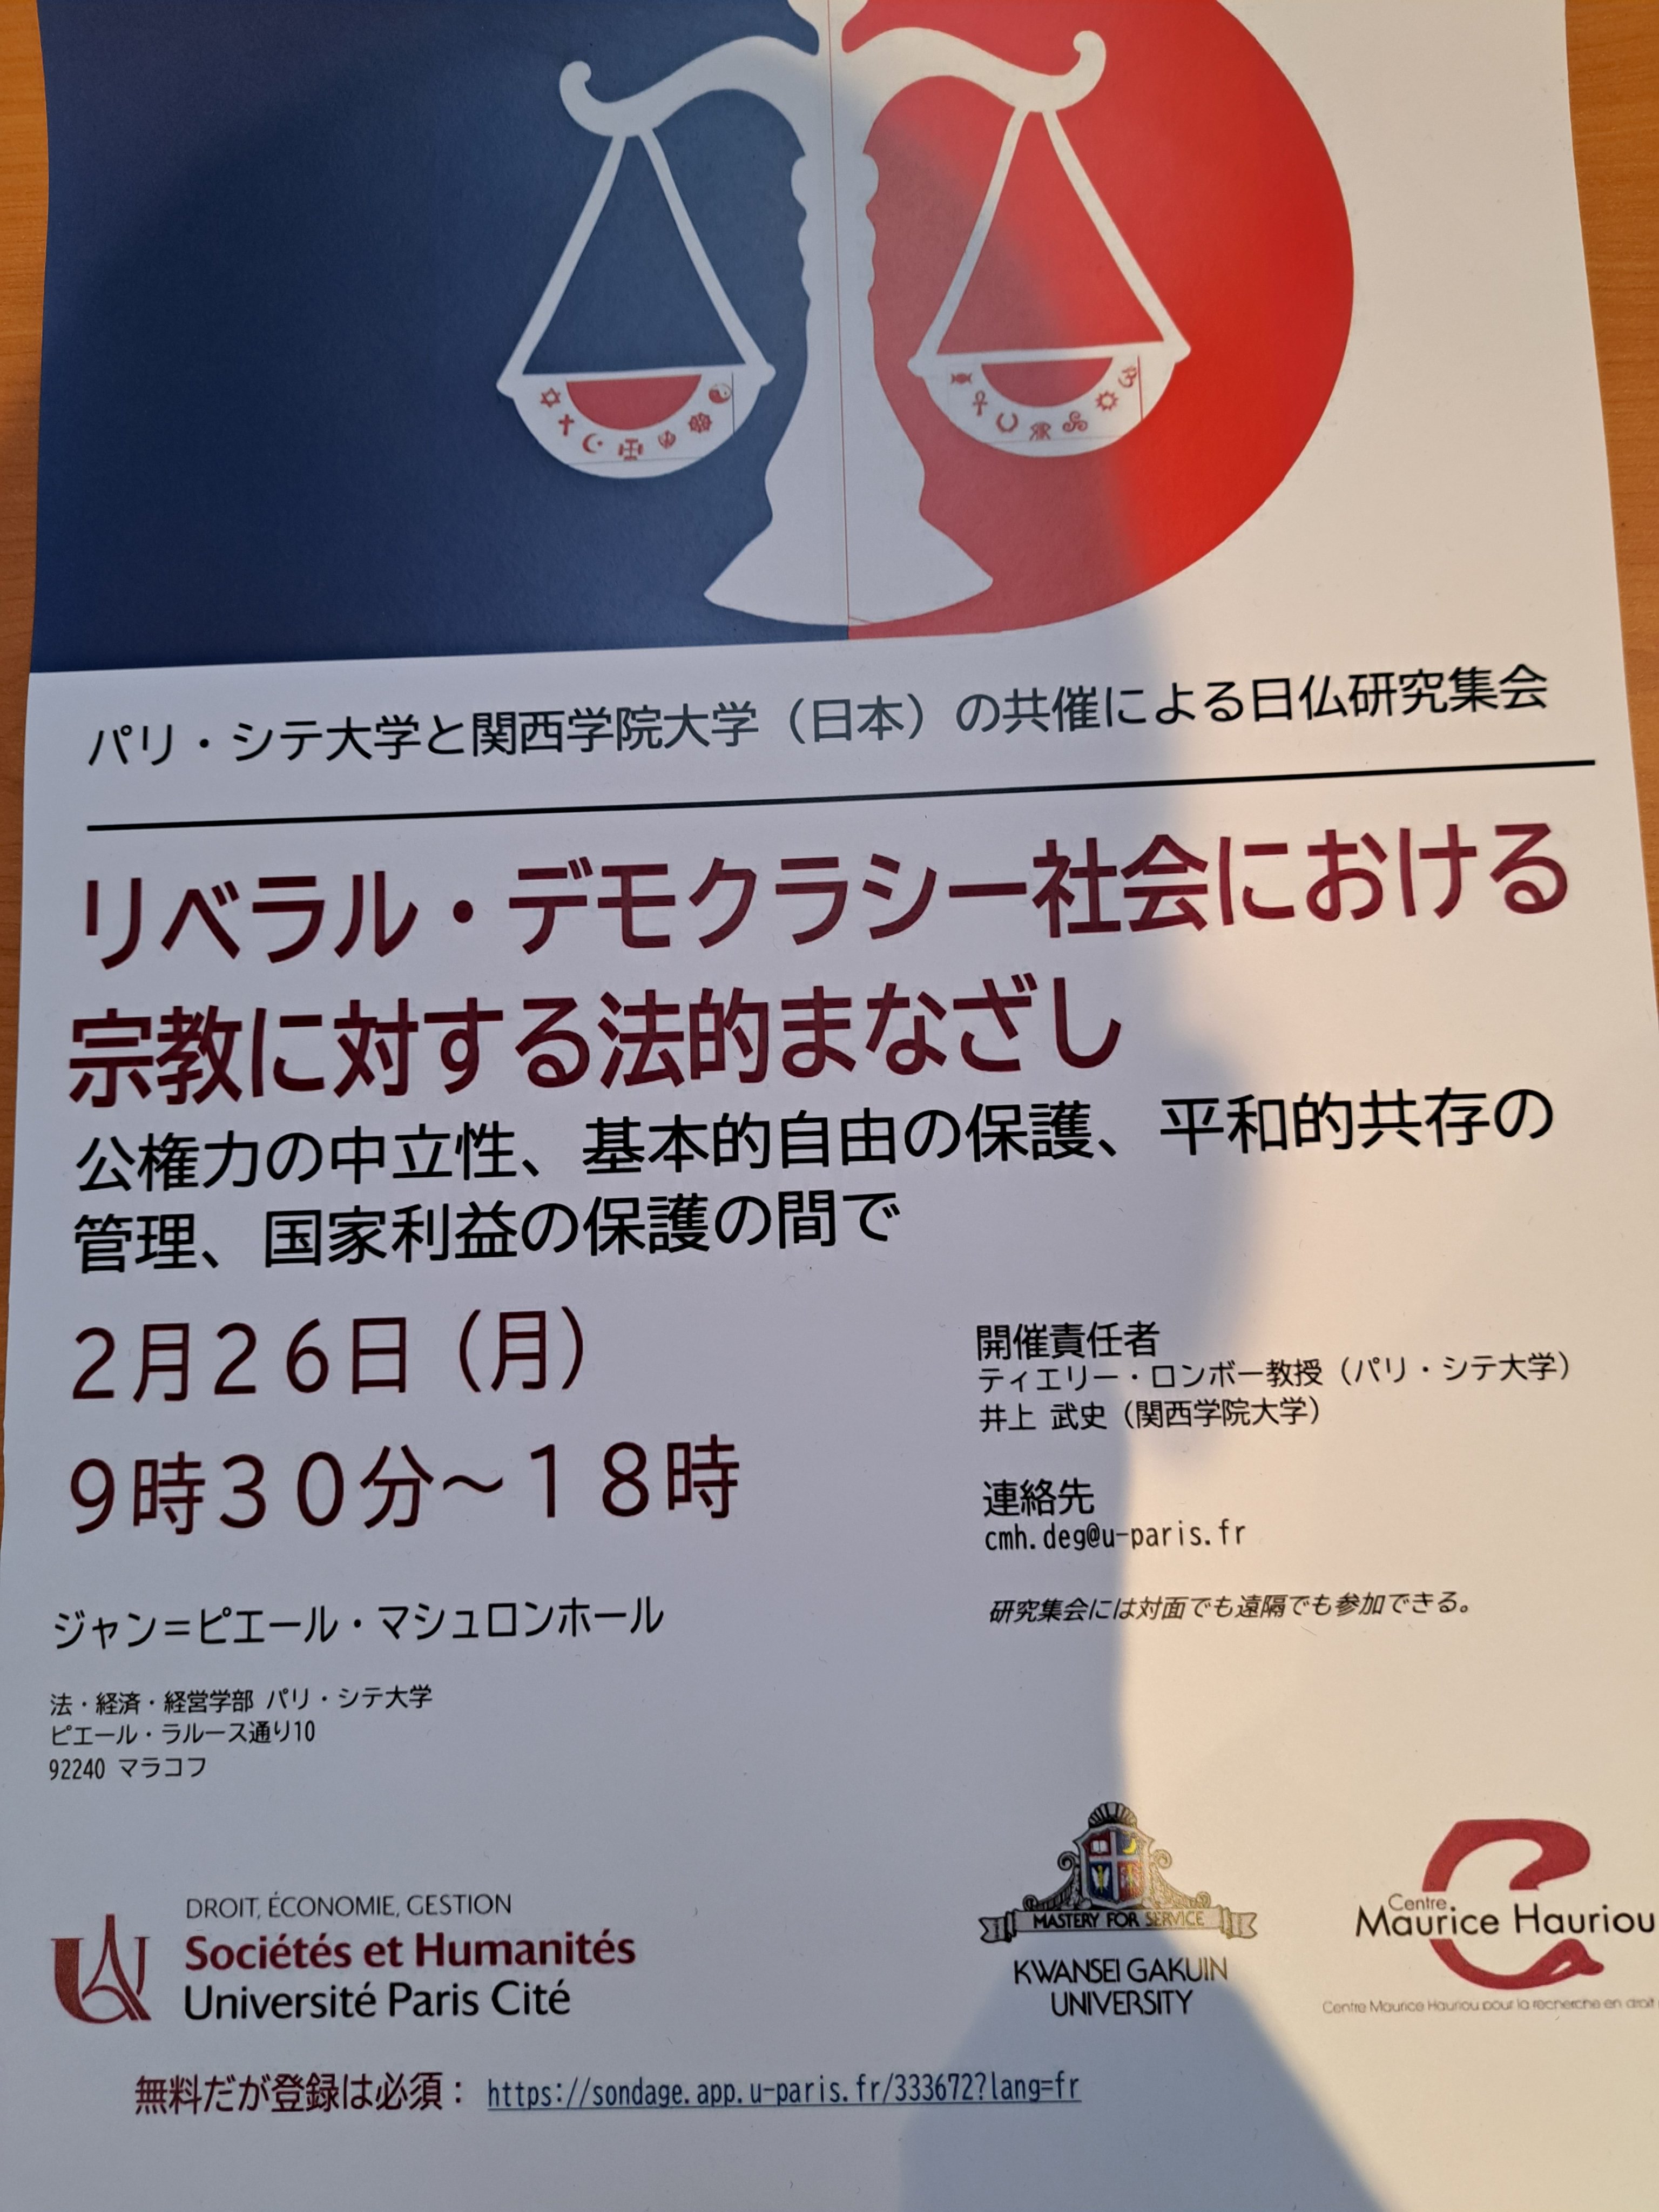 パリ・シテ大学と関西学院大学（日本）の共催による日仏研究集会
リベラル・デモクラシー社会における
宗教に対する法的まなざし
公権力の中立性、基本的自由の保護、平和的共存の
管理、国家利益の保護の間で
２月２６日（月）
９時３０分～１８時
ジャン＝ピエール・マシュロンホール
法・経済・経営学部 パリ・シテ大学
ピエール・ラルース通り10
92240 マラコフ
開催責任者
ティエリー・ロンボー教授（パリ・シテ大学）
井上 武史（関西学院大学）
連絡先
cmh.deg@u-paris.fr
研究集会には対面でも遠隔でも参加できる。
DROIT, ÉCONOMIE, GESTION
Sociétés et Humanités
Université Paris Cité
MASTERY FOR SERVICE
KWANSEI GAKUIN
UNIVERSITY
Centre
Maurice Hauriou
Centre Maurice Hauriou pour la recherche en droit
無料だが登録は必須： https://sondage.app.u-paris.fr/333672?lang=fr